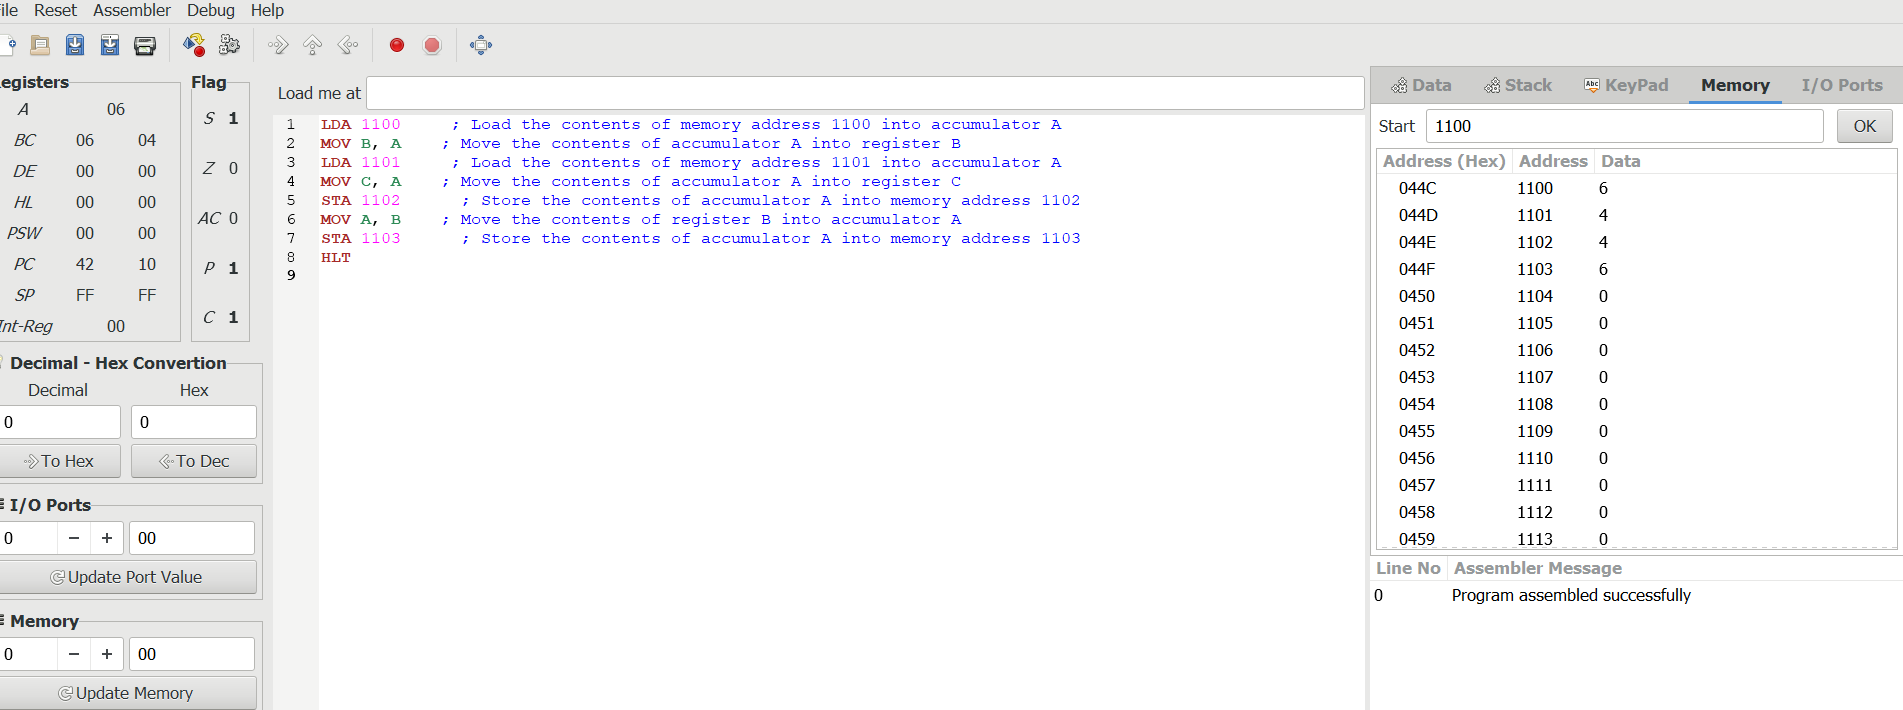 ile Reset Assembler Debug Help
egisters
A 06
BC 06 04
DE 00 00
HL 00 00
PSW 00 00
PC 42 10
SP FF FF
Int-Reg 00
Flag
S 1
Z 0
AC 0
P 1
C 1
Decimal - Hex Convertion
Decimal Hex
0 0
To Hex To Dec
I/O Ports
0 − + 00
Update Port Value
Memory
0 − + 00
Update Memory
Load me at
1 LDA 1100 ; Load the contents of memory address 1100 into accumulator A
2 MOV B, A ; Move the contents of accumulator A into register B
3 LDA 1101 ; Load the contents of memory address 1101 into accumulator A
4 MOV C, A ; Move the contents of accumulator A into register C
5 STA 1102 ; Store the contents of accumulator A into memory address 1102
6 MOV A, B ; Move the contents of register B into accumulator A
7 STA 1103 ; Store the contents of accumulator A into memory address 1103
8 HLT
9
Data Stack Abc KeyPad Memory I/O Ports
Start 1100 OK
Address (Hex) Address Data
044C 1100 6
044D 1101 4
044E 1102 4
044F 1103 6
0450 1104 0
0451 1105 0
0452 1106 0
0453 1107 0
0454 1108 0
0455 1109 0
0456 1110 0
0457 1111 0
0458 1112 0
0459 1113 0
Line No Assembler Message
0 Program assembled successfully